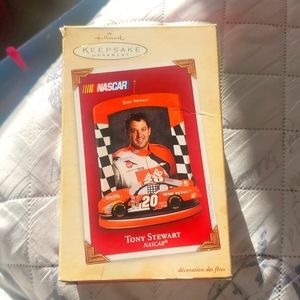 Hallmark
KEEPSAKE
ORNAMENT
NASCAR
Tony Stewart
20
TONY STEWART
NASCAR®
décoration des fêtes